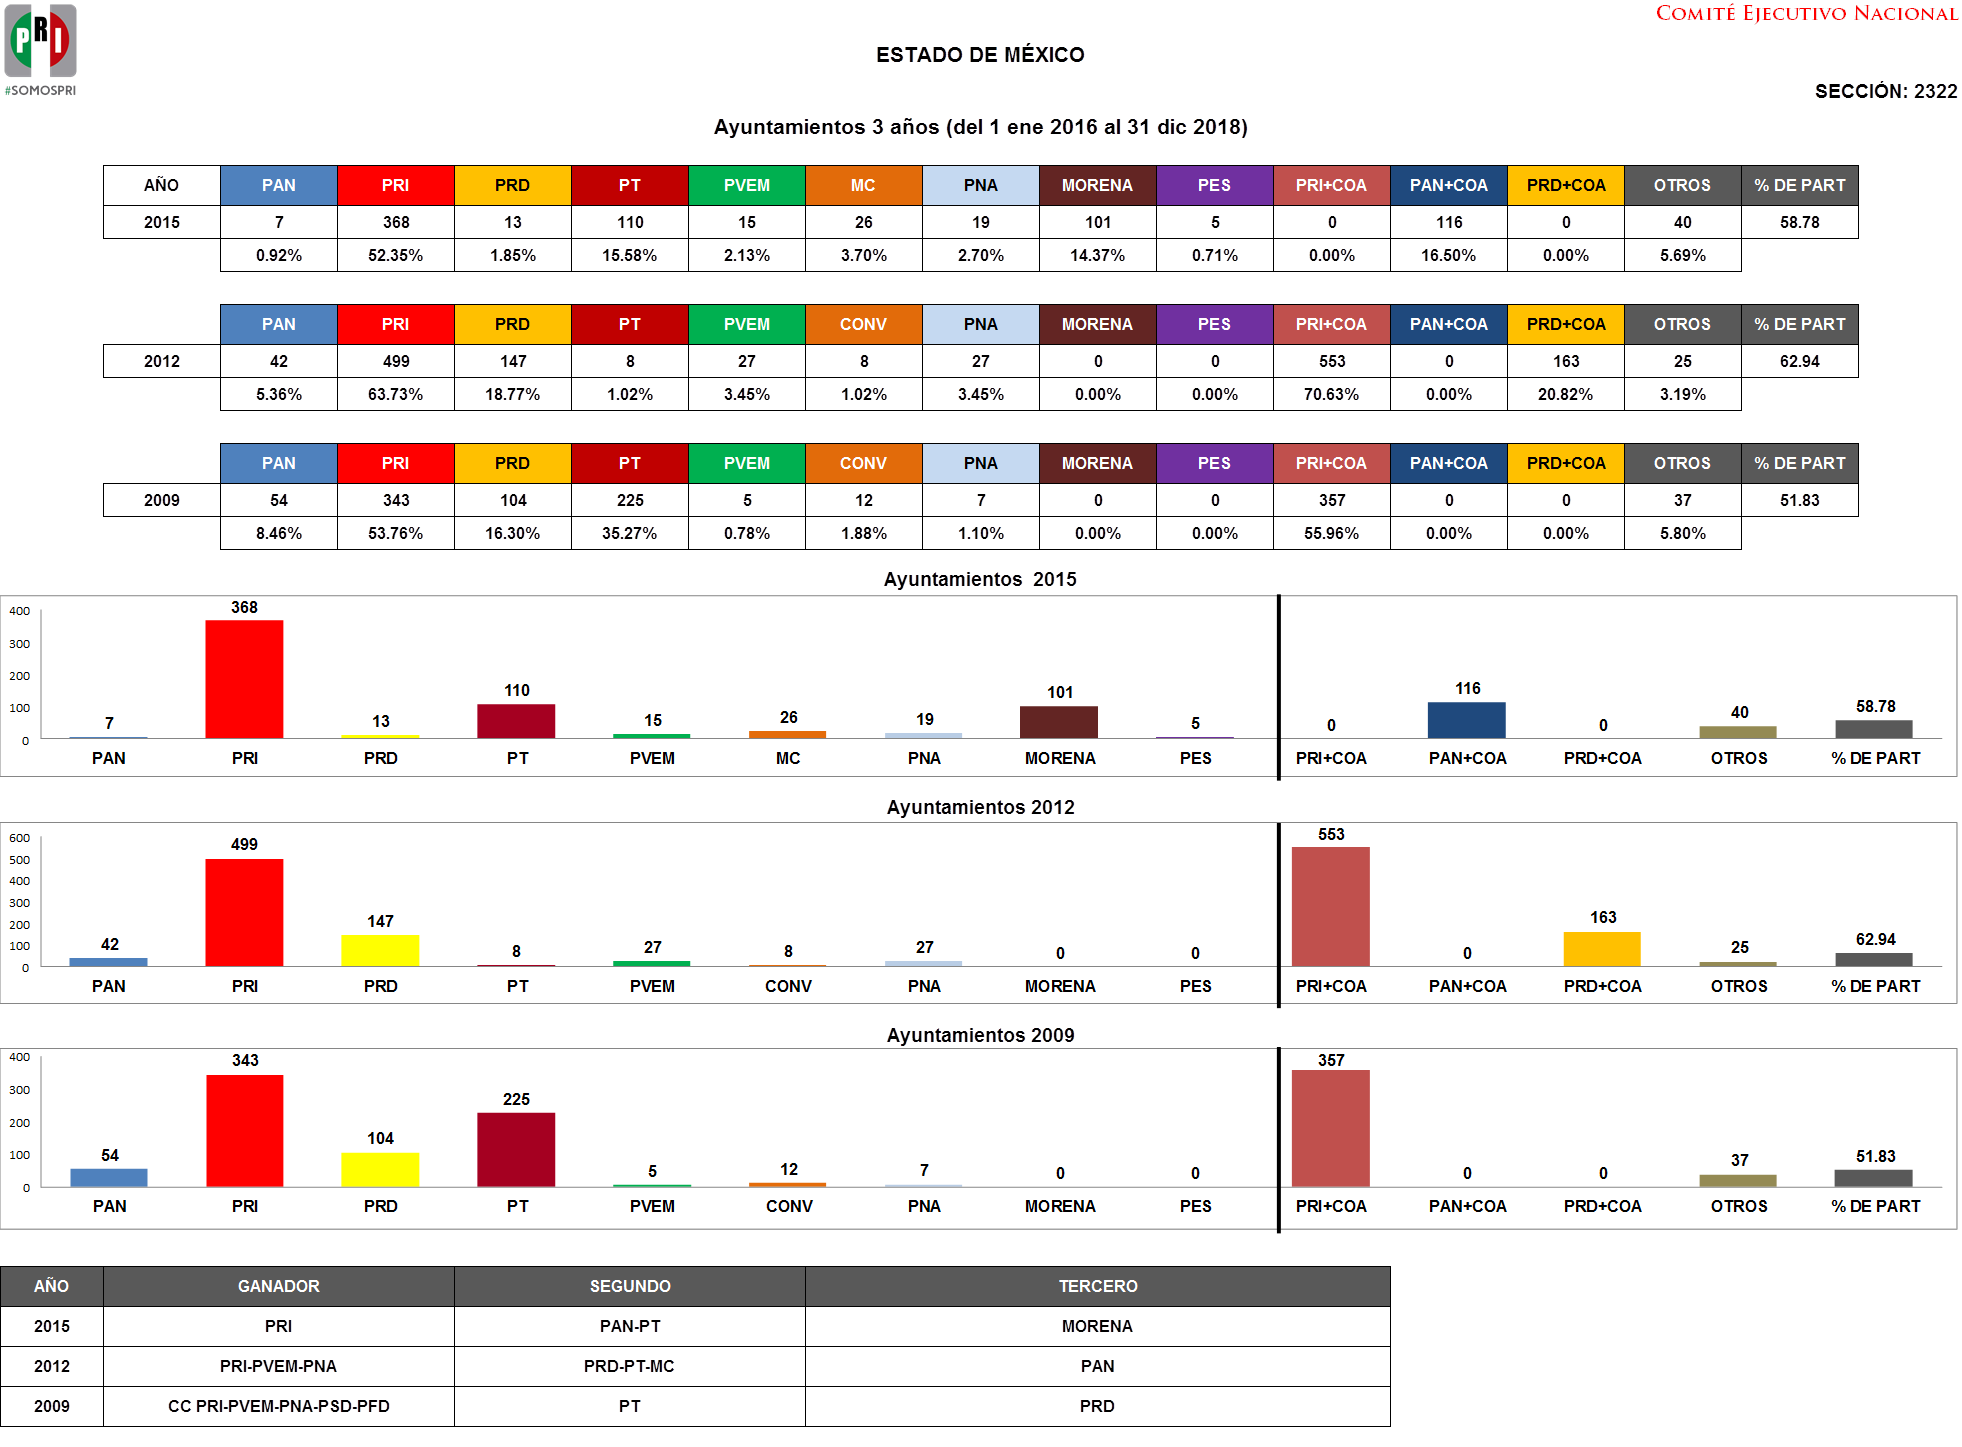 PRI
#SOMOSPRI
COMITÉ EJECUTIVO NACIONAL
ESTADO DE MÉXICO
SECCIÓN: 2322
Ayuntamientos 3 años (del 1 ene 2016 al 31 dic 2018)
AÑO PAN PRI PRD PT PVEM MC PNA MORENA PES PRI+COA PAN+COA PRD+COA OTROS % DE PART
2015 7 368 13 110 15 26 19 101 5 0 116 0 40 58.78
0.92% 52.35% 1.85% 15.58% 2.13% 3.70% 2.70% 14.37% 0.71% 0.00% 16.50% 0.00% 5.69%
PAN PRI PRD PT PVEM CONV PNA MORENA PES PRI+COA PAN+COA PRD+COA OTROS % DE PART
2012 42 499 147 8 27 8 27 0 0 553 0 163 25 62.94
5.36% 63.73% 18.77% 1.02% 3.45% 1.02% 3.45% 0.00% 0.00% 70.63% 0.00% 20.82% 3.19%
PAN PRI PRD PT PVEM CONV PNA MORENA PES PRI+COA PAN+COA PRD+COA OTROS % DE PART
2009 54 343 104 225 5 12 7 0 0 357 0 0 37 51.83
8.46% 53.76% 16.30% 35.27% 0.78% 1.88% 1.10% 0.00% 0.00% 55.96% 0.00% 0.00% 5.80%
Ayuntamientos 2015
400
300
200
100
0
7 368 13 110 15 26 19 101 5 0 116 0 40 58.78
PAN PRI PRD PT PVEM MC PNA MORENA PES PRI+COA PAN+COA PRD+COA OTROS % DE PART
Ayuntamientos 2012
600
500
400
300
200
100
0
42 499 147 8 27 8 27 0 0 553 0 163 25 62.94
PAN PRI PRD PT PVEM CONV PNA MORENA PES PRI+COA PAN+COA PRD+COA OTROS % DE PART
Ayuntamientos 2009
400
300
200
100
0
54 343 104 225 5 12 7 0 0 357 0 0 37 51.83
PAN PRI PRD PT PVEM CONV PNA MORENA PES PRI+COA PAN+COA PRD+COA OTROS % DE PART
AÑO GANADOR SEGUNDO TERCERO
2015 PRI PAN-PT MORENA
2012 PRI-PVEM-PNA PRD-PT-MC PAN
2009 CC PRI-PVEM-PNA-PSD-PFD PT PRD